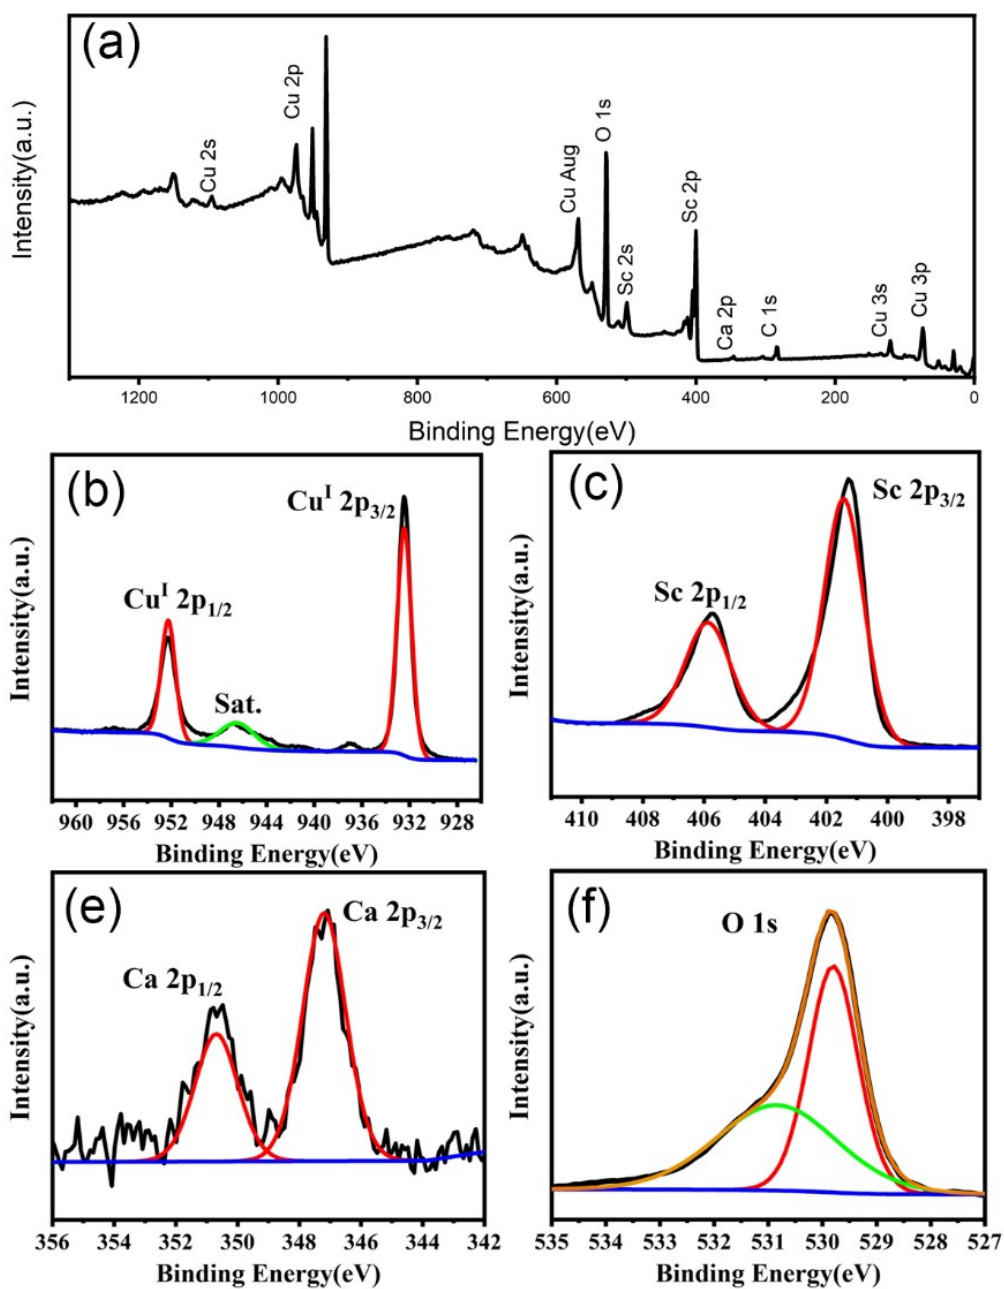 (a)
Intensity(a.u.)
Cu 2s
Cu 2p
Cu Aug
O 1s
Sc 2s
Sc 2p
Ca 2p
C 1s
Cu 3s
Cu 3p
1200 1000 800 600 400 200 0
Binding Energy(eV)
(b)
Intensity(a.u.)
Cuᴵ 2p₁/₂
Sat.
Cuᴵ 2p₃/₂
960 956 952 948 944 940 936 932 928
Binding Energy(eV)
(c)
Intensity(a.u.)
Sc 2p₁/₂
Sc 2p₃/₂
410 408 406 404 402 400 398
Binding Energy(eV)
(e)
Intensity(a.u.)
Ca 2p₁/₂
Ca 2p₃/₂
356 354 352 350 348 346 344 342
Binding Energy(eV)
(f)
Intensity(a.u.)
O 1s
535 534 533 532 531 530 529 528 527
Binding Energy(eV)